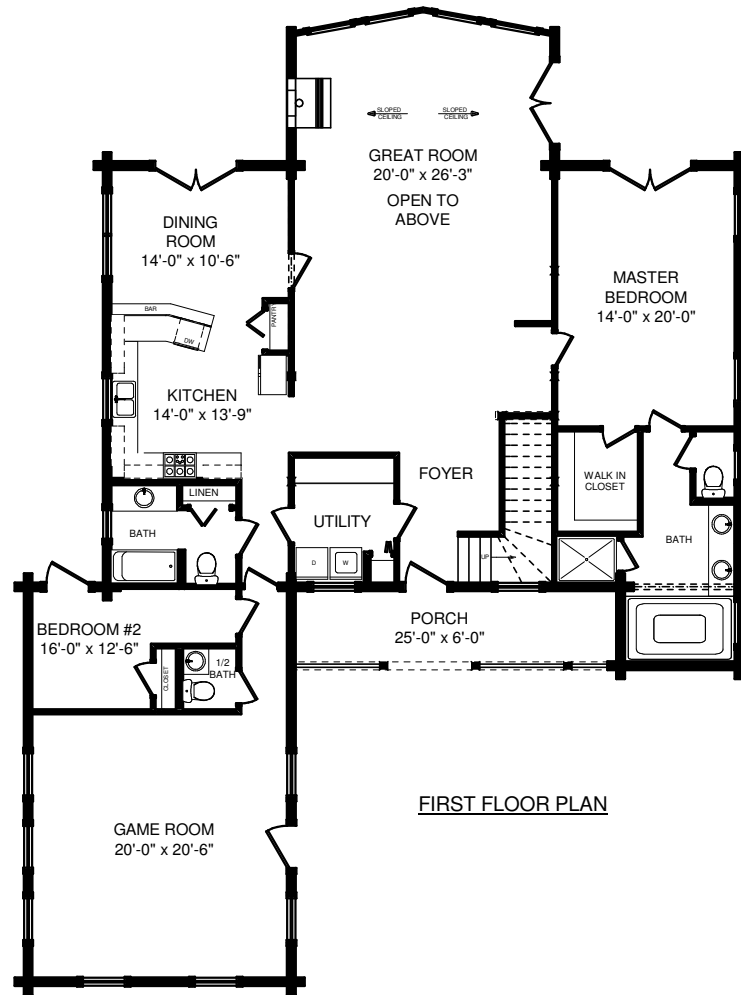 SLOPED
CEILING
SLOPED
CEILING
GREAT ROOM
20'-0" x 26'-3"
OPEN TO
ABOVE
DINING
ROOM
14'-0" x 10'-6"
MASTER
BEDROOM
14'-0" x 20'-0"
BAR
PANTR
DW
KITCHEN
14'-0" x 13'-9"
FOYER
WALK IN
CLOSET
LINEN
UTILITY
BATH
BATH
UP
D
W
PORCH
25'-0" x 6'-0"
BEDROOM #2
16'-0" x 12'-6"
1/2
BATH
CLOSET
FIRST FLOOR PLAN
GAME ROOM
20'-0" x 20'-6"